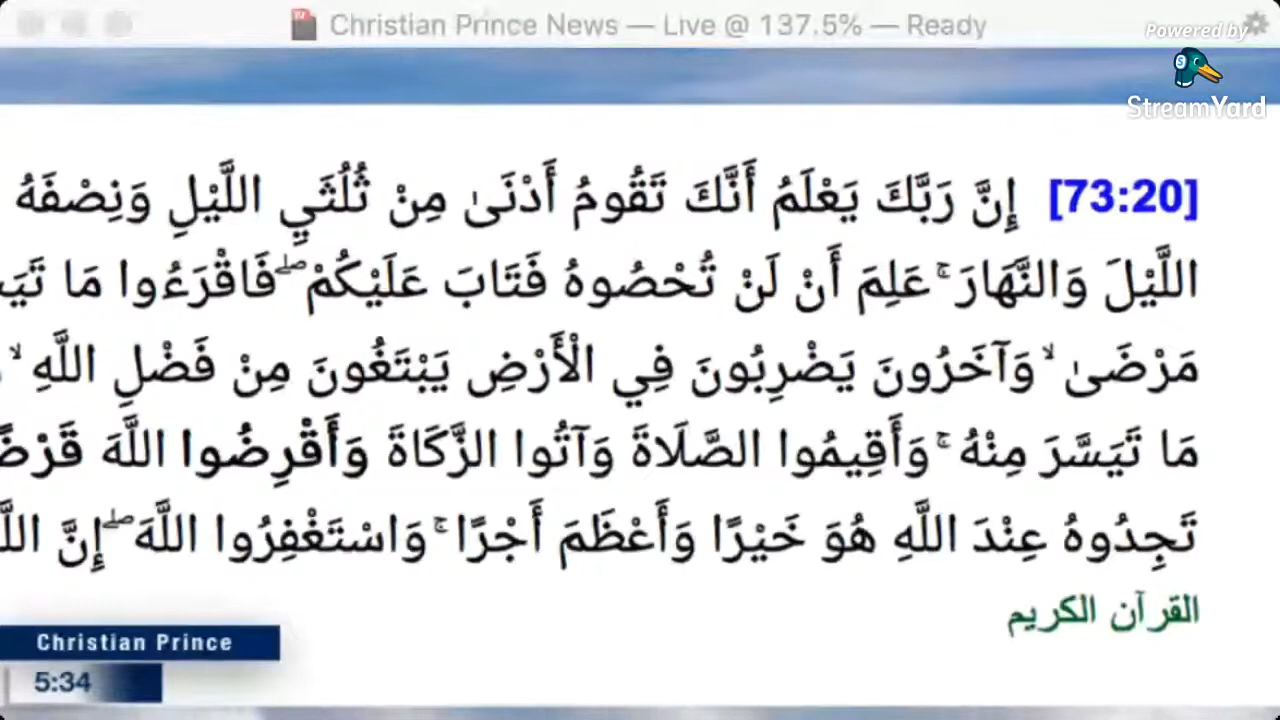 Christian Prince News — Live @ 137.5% — Ready
Powered by
StreamYard
[73:20] إِنَّ رَبَّكَ يَعْلَمُ أَنَّكَ تَقُومُ أَدْنَىٰ مِنْ ثُلُثَيِ اللَّيْلِ وَنِصْفَهُ
اللَّيْلَ وَالنَّهَارَ ۚ عَلِمَ أَنْ لَنْ تُحْصُوهُ فَتَابَ عَلَيْكُمْ ۖ فَاقْرَءُوا مَا
مَرْضَىٰ ۙ وَآخَرُونَ يَضْرِبُونَ فِي الْأَرْضِ يَبْتَغُونَ مِنْ فَضْلِ اللَّهِ ۙ
مَا تَيَسَّرَ مِنْهُ ۚ وَأَقِيمُوا الصَّلَاةَ وَآتُوا الزَّكَاةَ وَأَقْرِضُوا اللَّهَ
تَجِدُوهُ عِنْدَ اللَّهِ هُوَ خَيْرًا وَأَعْظَمَ أَجْرًا ۚ وَاسْتَغْفِرُوا اللَّهَ ۖ إِنَّ
القرآن الكريم
Christian Prince
5:34